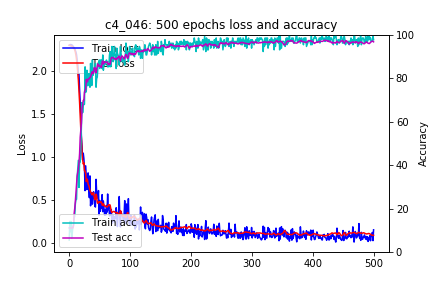 c4_046: 500 epochs loss and accuracy
Train loss
Test loss
Train acc
Test acc
Loss
2.0
1.5
1.0
0.5
0.0
Accuracy
100
80
60
40
20
0
0
100
200
300
400
500